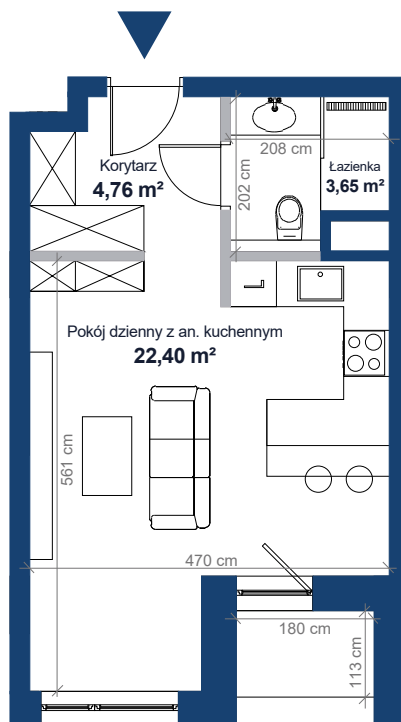 Korytarz
4,76 m²
208 cm
202 cm
Łazienka
3,65 m²
Pokój dzienny z an. kuchennym
22,40 m²
561 cm
470 cm
180 cm
113 cm